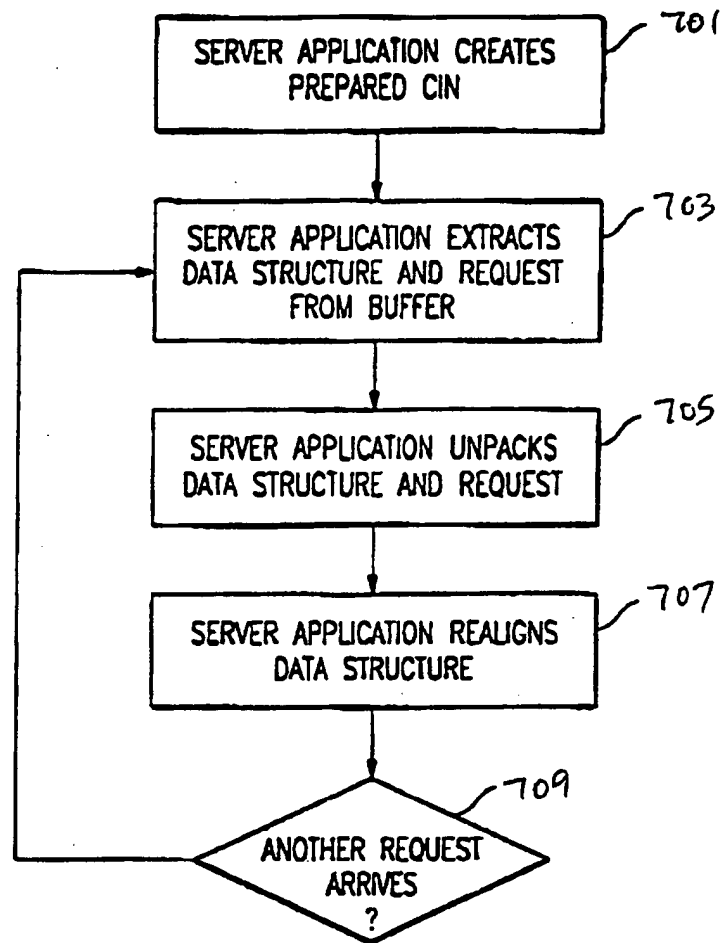 701
SERVER APPLICATION CREATES
PREPARED CIN
703
SERVER APPLICATION EXTRACTS
DATA STRUCTURE AND REQUEST
FROM BUFFER
705
SERVER APPLICATION UNPACKS
DATA STRUCTURE AND REQUEST
707
SERVER APPLICATION REALIGNS
DATA STRUCTURE
709
ANOTHER REQUEST
ARRIVES
?